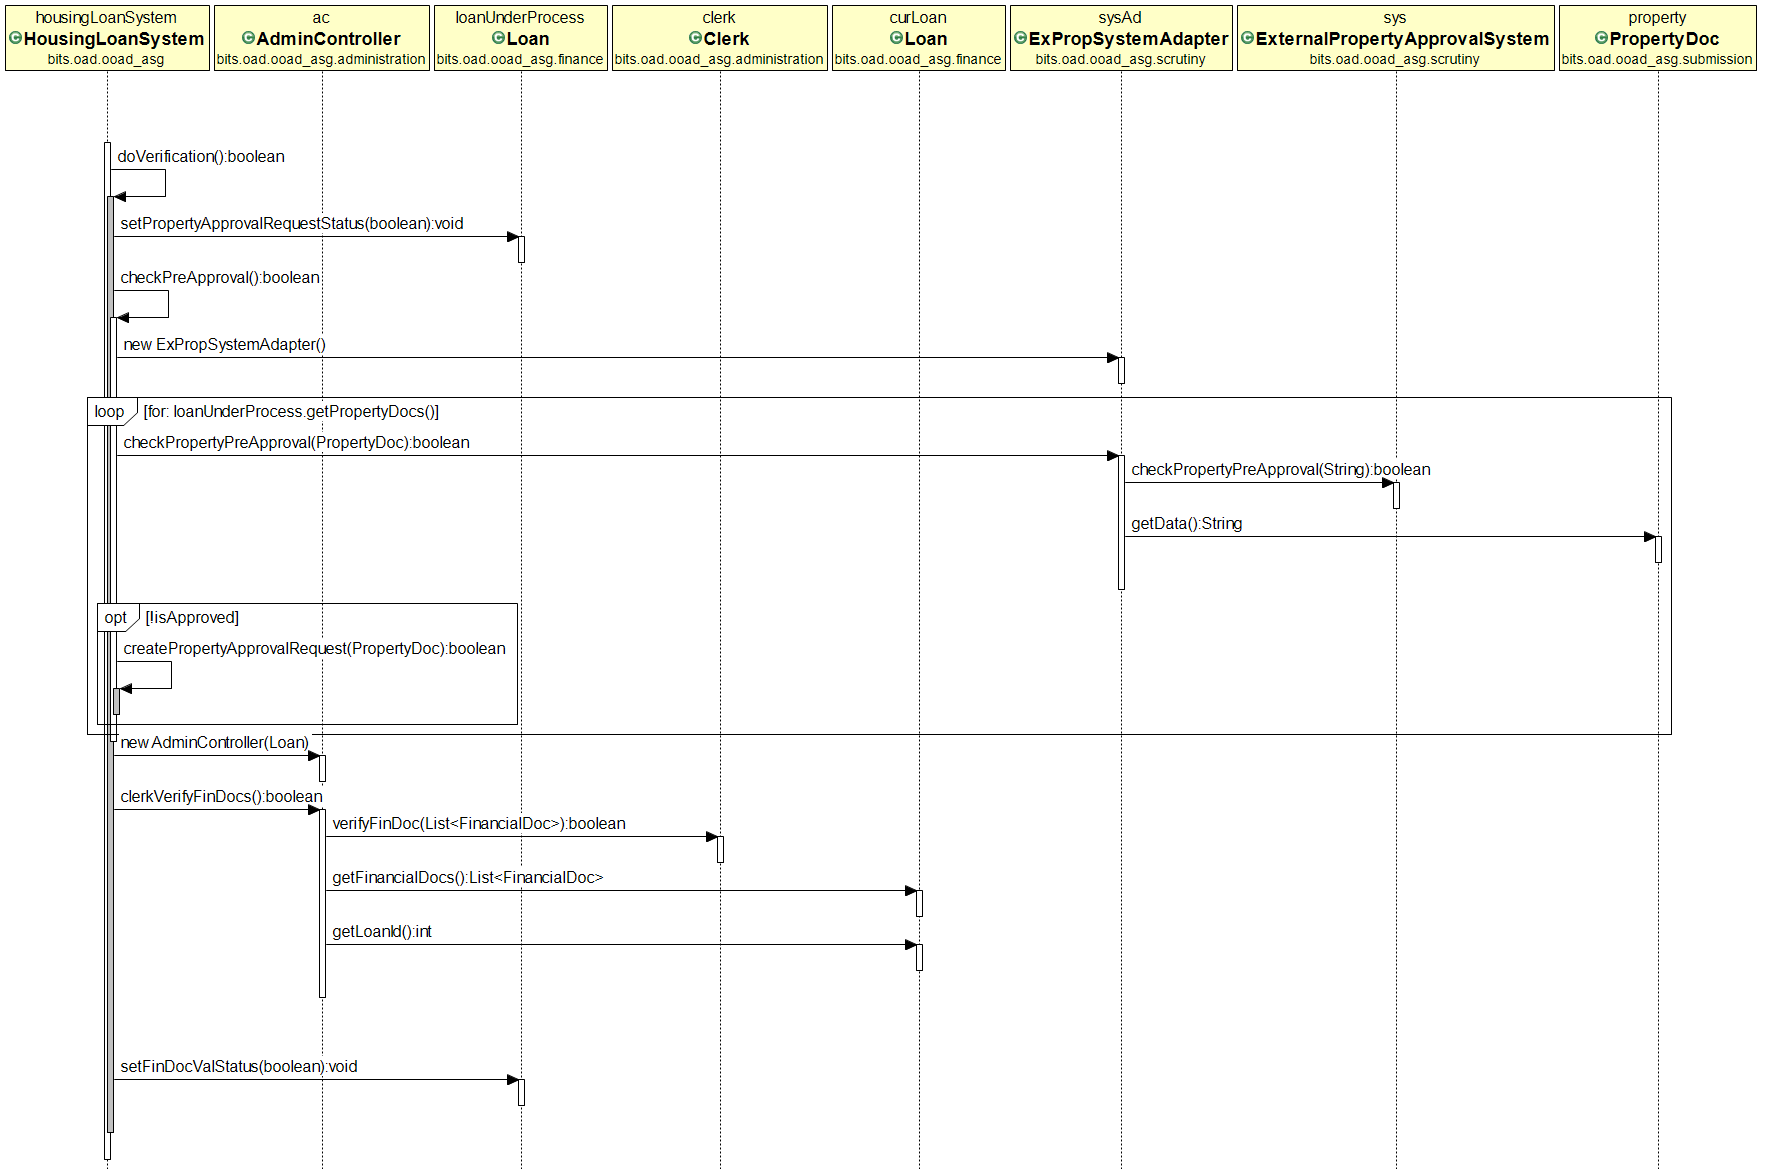 housingLoanSystem
HousingLoanSystem
bits.oad.ooad_asg
ac
AdminController
bits.oad.ooad_asg.administration
loanUnderProcess
Loan
bits.oad.ooad_asg.finance
clerk
Clerk
bits.oad.ooad_asg.administration
curLoan
Loan
bits.oad.ooad_asg.finance
sysAd
ExPropSystemAdapter
bits.oad.ooad_asg.scrutiny
sys
ExternalPropertyApprovalSystem
bits.oad.ooad_asg.scrutiny
property
PropertyDoc
bits.oad.ooad_asg.submission
doVerification():boolean
setPropertyApprovalRequestStatus(boolean):void
checkPreApproval():boolean
new ExPropSystemAdapter()
loop [for: loanUnderProcess.getPropertyDocs()]
checkPropertyPreApproval(PropertyDoc):boolean
checkPropertyPreApproval(String):boolean
getData():String
opt [!isApproved]
createPropertyApprovalRequest(PropertyDoc):boolean
new AdminController(Loan)
clerkVerifyFinDocs():boolean
verifyFinDoc(List<FinancialDoc>):boolean
getFinancialDocs():List<FinancialDoc>
getLoanId():int
setFinDocValStatus(boolean):void